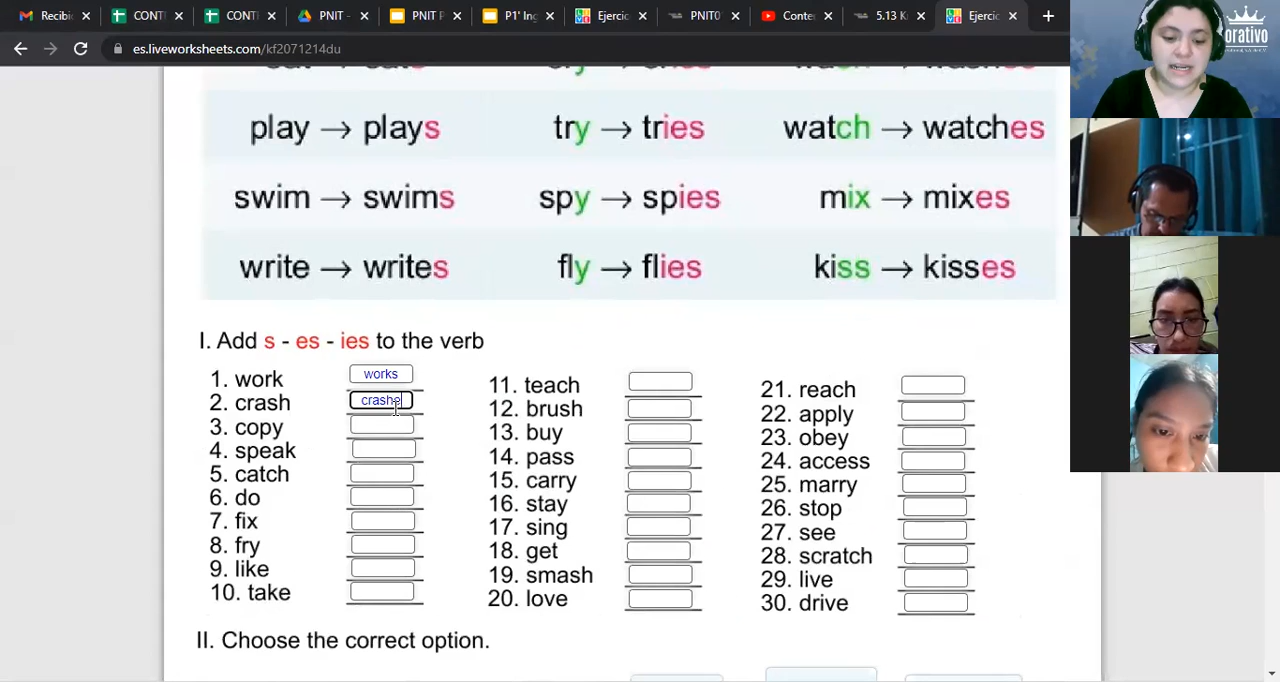 Recibic
CONTI
CONT
PNIT -
PNIT P
P1' Ing
Ejercic
PNIT0
Conte
5.13 K
Ejercic
es.liveworksheets.com/kf2071214du
orativo
play → plays
try → tries
watch → watches
swim → swims
spy → spies
mix → mixes
write → writes
fly → flies
kiss → kisses
I. Add s - es - ies to the verb
1. work works
2. crash crashe
3. copy
4. speak
5. catch
6. do
7. fix
8. fry
9. like
10. take
11. teach
12. brush
13. buy
14. pass
15. carry
16. stay
17. sing
18. get
19. smash
20. love
21. reach
22. apply
23. obey
24. access
25. marry
26. stop
27. see
28. scratch
29. live
30. drive
II. Choose the correct option.